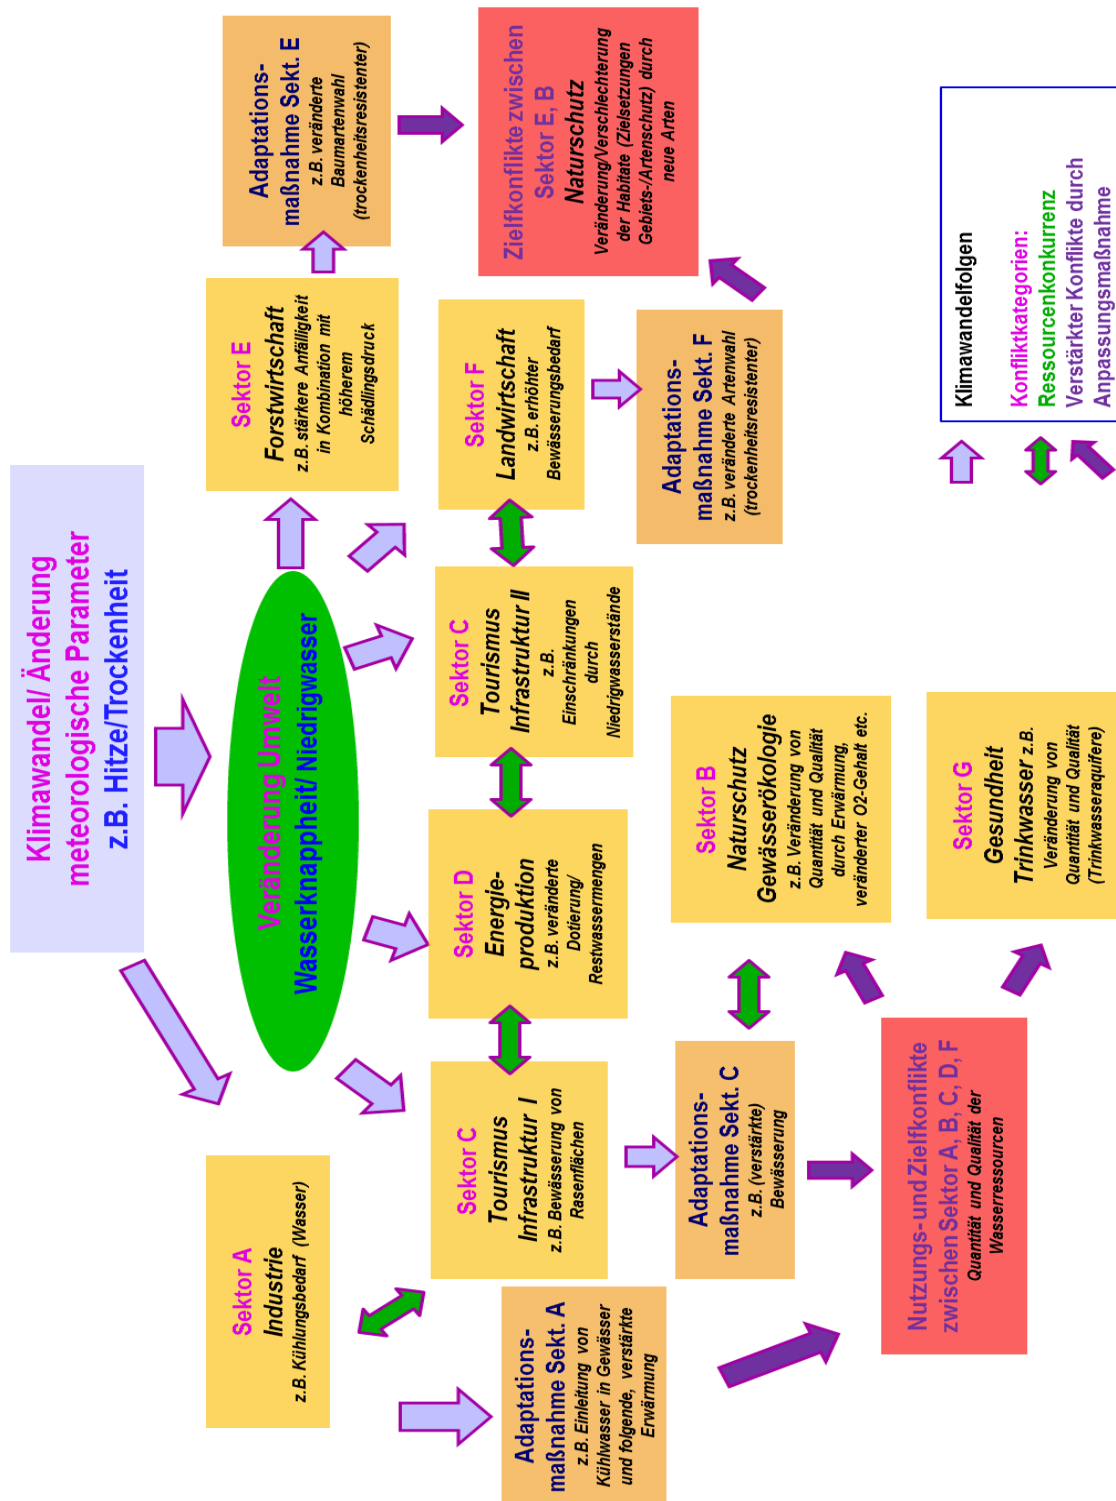 Klimawandel/ Änderung
meteorologische Parameter
z.B. Hitze/Trockenheit
Veränderung Umwelt
Wasserknappheit/ Niedrigwasser
Sektor A
Industrie
z.B. Kühlungsbedarf (Wasser)
Sektor E
Forstwirtschaft
z.B. stärkere Anfälligkeit
in Kombination mit
höherem
Schädlingsdruck
Adaptations-
maßnahme Sekt. E
z.B. veränderte
Baumartenwahl
(trockenheitsresistenter)
Sektor C
Tourismus
Infrastruktur I
z.B. Bewässerung von
Rasenflächen
Sektor D
Energie-
produktion
z.B. veränderte
Dotierung/
Restwassermengen
Sektor C
Tourismus
Infrastruktur II
z.B.
Einschränkungen
durch
Niedrigwasserstände
Sektor F
Landwirtschaft
z.B. erhöhter
Bewässerungsbedarf
Zielfkonflikte zwischen
Sektor E, B
Naturschutz
Veränderung/Verschlechterung
der Habitate (Zielsetzungen
Gebiets-/Artenschutz) durch
neue Arten
Adaptations-
maßnahme Sekt. A
z.B. Einleitung von
Kühlwasser in Gewässer
und folgende, verstärkte
Erwärmung
Adaptations-
maßnahme Sekt. C
z.B. (verstärkte)
Bewässerung
Sektor B
Naturschutz
Gewässerökologie
z.B. Veränderung von
Quantität und Qualität
durch Erwärmung,
veränderter O2-Gehalt etc.
Adaptations-
maßnahme Sekt. F
z.B. veränderte Artenwahl
(trockenheitsresistenter)
Nutzungs- und Zielfkonflikte
zwischen Sektor A, B, C, D, F
Quantität und Qualität der
Wasserressourcen
Sektor G
Gesundheit
Trinkwasser z.B.
Veränderung von
Quantität und Qualität
(Trinkwasseraquifere)
Klimawandelfolgen
Konfliktkategorien:
Ressourcenkonkurrenz
Verstärkter Konflikte durch
Anpassungsmaßnahme